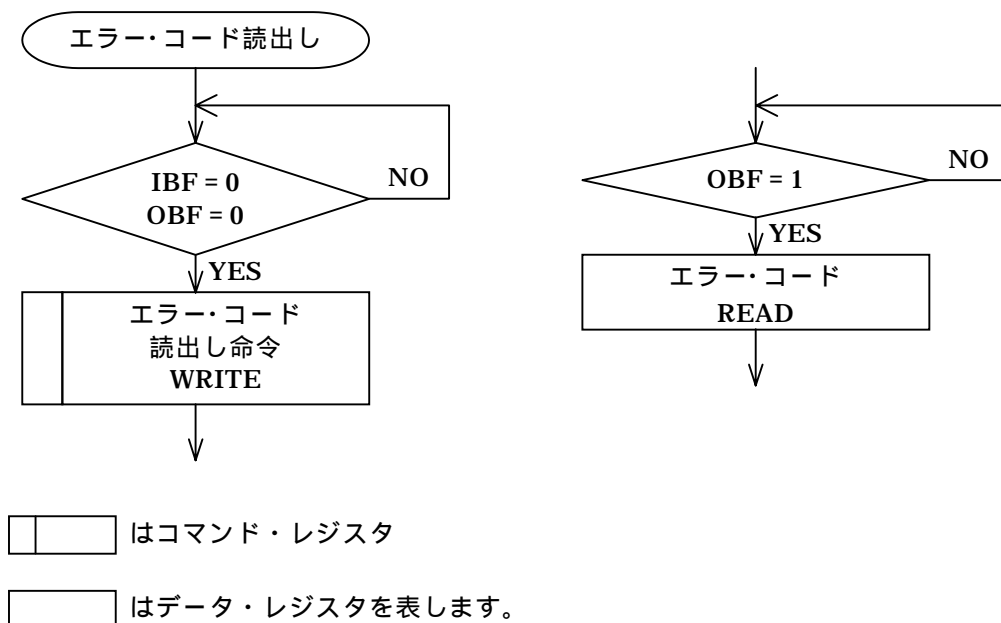 エラー・コード読出し
IBF = 0
OBF = 0
NO
YES
エラー・コード
読出し命令
WRITE
OBF = 1
NO
YES
エラー・コード
READ
はコマンド・レジスタ
はデータ・レジスタを表します。